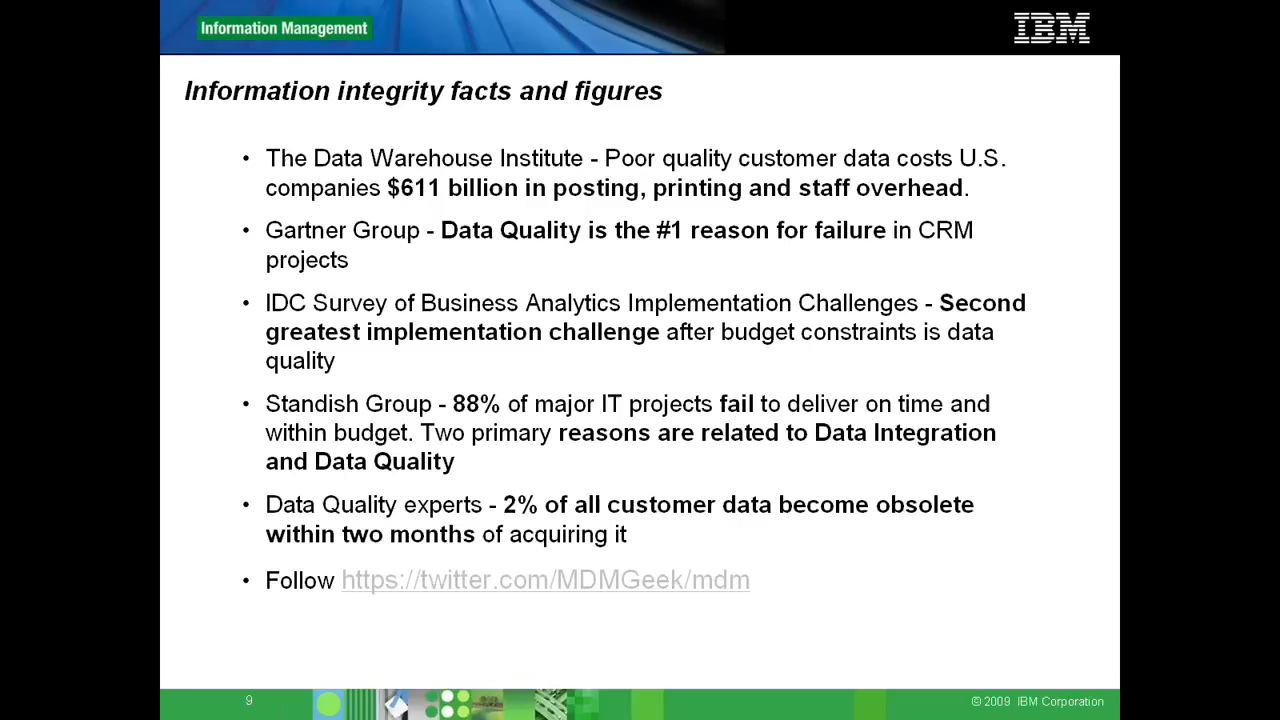 Information Management
IBM
Information integrity facts and figures
• The Data Warehouse Institute - Poor quality customer data costs U.S.
companies $611 billion in posting, printing and staff overhead.
• Gartner Group - Data Quality is the #1 reason for failure in CRM
projects
• IDC Survey of Business Analytics Implementation Challenges - Second
greatest implementation challenge after budget constraints is data
quality
• Standish Group - 88% of major IT projects fail to deliver on time and
within budget. Two primary reasons are related to Data Integration
and Data Quality
• Data Quality experts - 2% of all customer data become obsolete
within two months of acquiring it
• Follow https://twitter.com/MDMGeek/mdm
9
© 2009 IBM Corporation